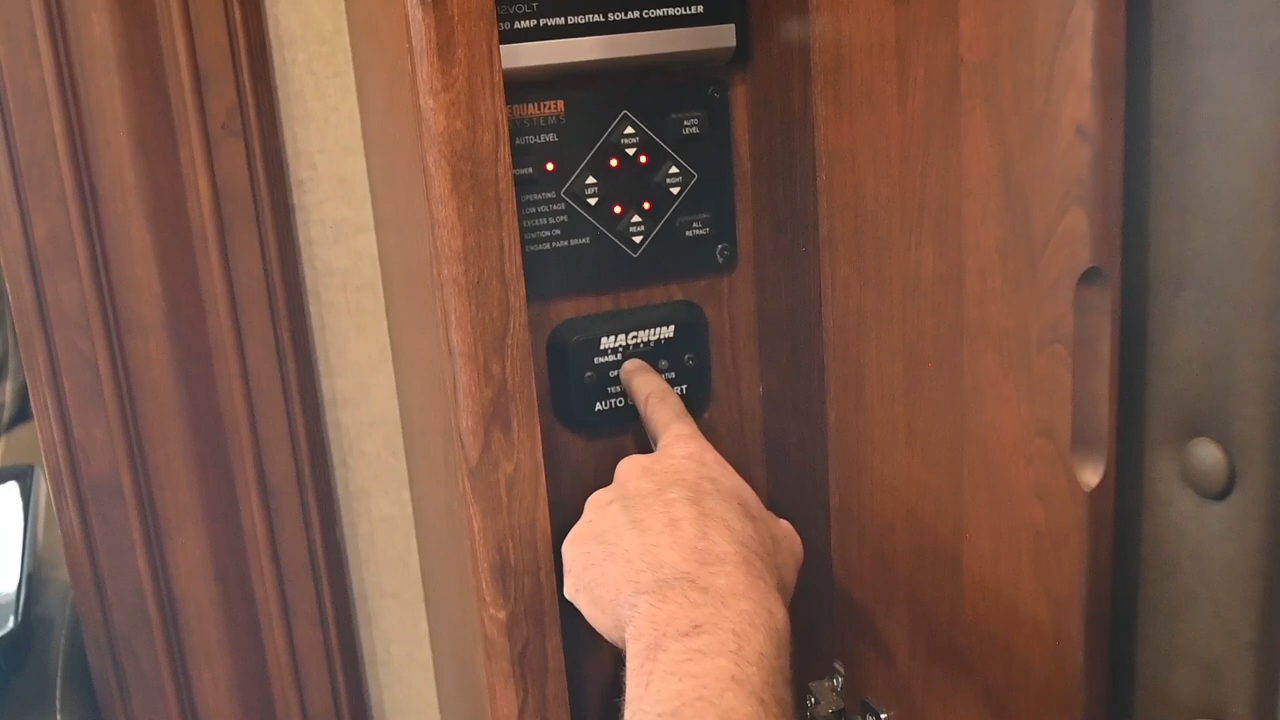 12VOLT
30 AMP PWM DIGITAL SOLAR CONTROLLER
EQUALIZER
SYSTEMS
AUTO-LEVEL
POWER
OPERATING
LOW VOLTAGE
EXCESS SLOPE
IGNITION ON
ENGAGE PARK BRAKE
FRONT
LEFT
RIGHT
REAR
AUTO
LEVEL
ALL
RETRACT
MAGNUM
ENERGY
ENABLE
AUTO